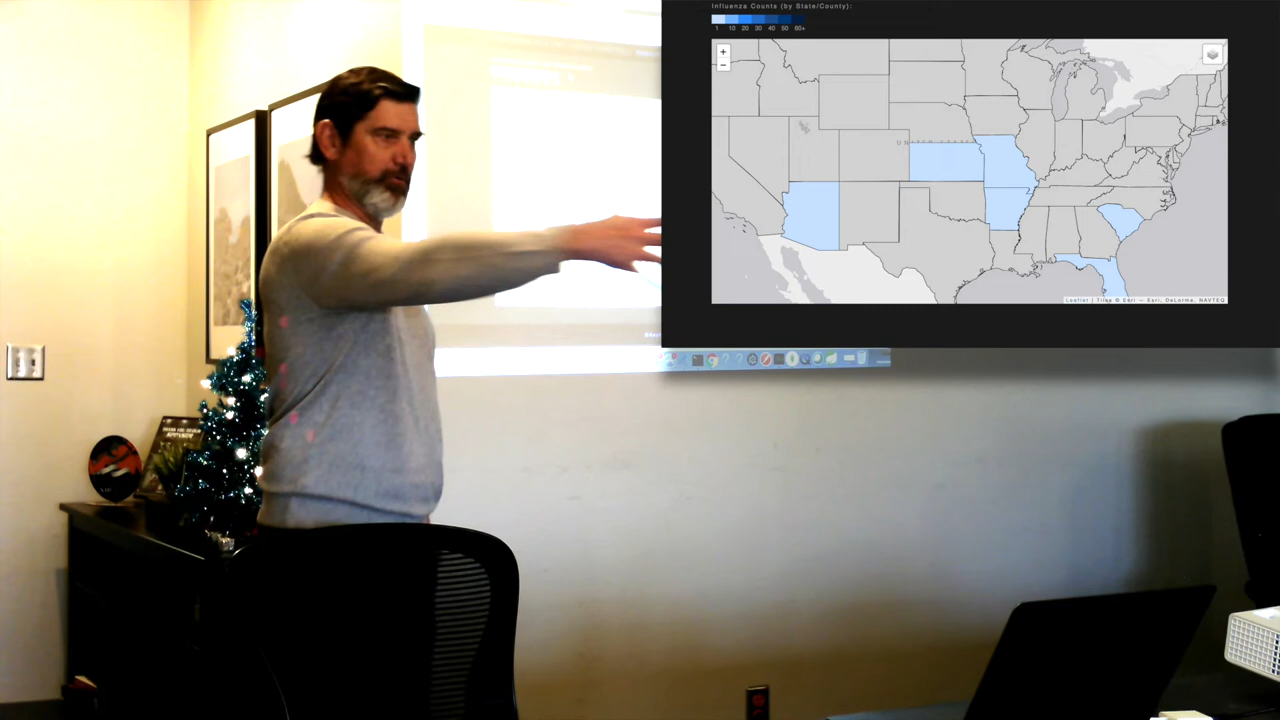 Influenza Counts (by State/County):
1 10 20 30 40 50 60+
+
−
Leaflet | Tiles © Esri — Esri, DeLorme, NAVTEQ